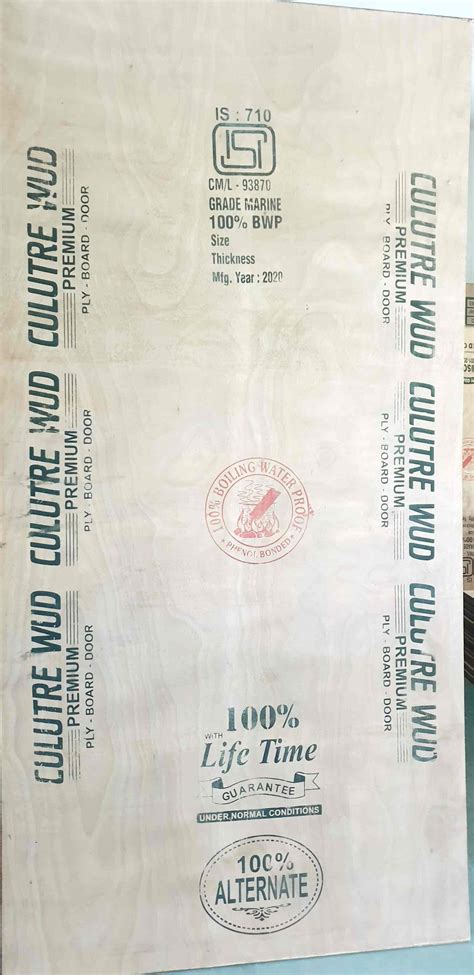 IS : 710
ISI
CM/L - 93870
GRADE MARINE
100% BWP
Size
Thickness
Mfg. Year : 2020
CULUTRE WUD
PREMIUM
PLY - BOARD - DOOR
CULUTRE WUD
PREMIUM
PLY - BOARD - DOOR
CULUTRE WUD
PREMIUM
PLY - BOARD - DOOR
CULUTRE WUD
PREMIUM
PLY - BOARD - DOOR
CULUTRE WUD
PREMIUM
PLY - BOARD - DOOR
CULUTRE WUD
PREMIUM
PLY - BOARD - DOOR
100% BOILING WATER PROOF
PHENOL BONDED
100%
WITH
Life Time
GUARANTEE
UNDER NORMAL CONDITIONS
100%
ALTERNATE